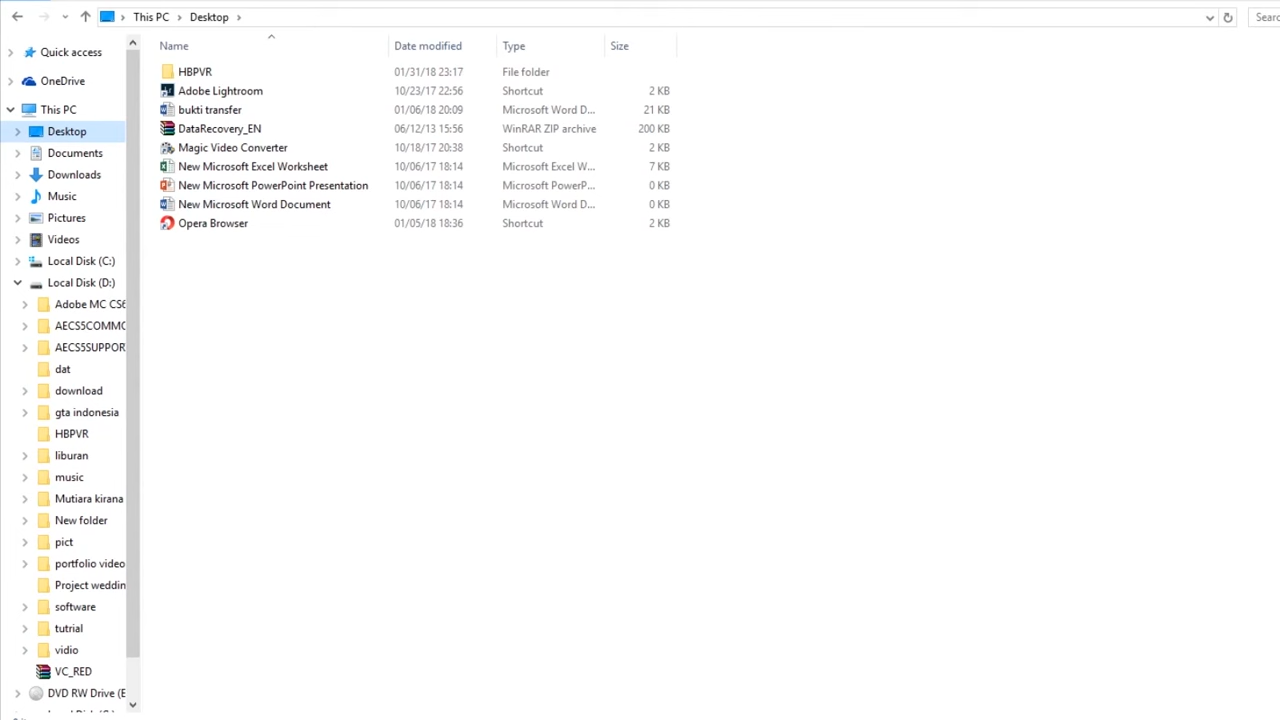 This PC > Desktop >
Sear
Name Date modified Type Size
Quick access
OneDrive
This PC
Desktop
Documents
Downloads
Music
Pictures
Videos
Local Disk (C:)
Local Disk (D:)
Adobe MC CS6
AECS5COMMO
AECS5SUPPOR
dat
download
gta indonesia
HBPVR
liburan
music
Mutiara kirana
New folder
pict
portfolio video
Project weddin
software
tutrial
vidio
VC_RED
DVD RW Drive (E
HBPVR 01/31/18 23:17 File folder
Adobe Lightroom 10/23/17 22:56 Shortcut 2 KB
bukti transfer 01/06/18 20:09 Microsoft Word D... 21 KB
DataRecovery_EN 06/12/13 15:56 WinRAR ZIP archive 200 KB
Magic Video Converter 10/18/17 20:38 Shortcut 2 KB
New Microsoft Excel Worksheet 10/06/17 18:14 Microsoft Excel W... 7 KB
New Microsoft PowerPoint Presentation 10/06/17 18:14 Microsoft PowerP... 0 KB
New Microsoft Word Document 10/06/17 18:14 Microsoft Word D... 0 KB
Opera Browser 01/05/18 18:36 Shortcut 2 KB